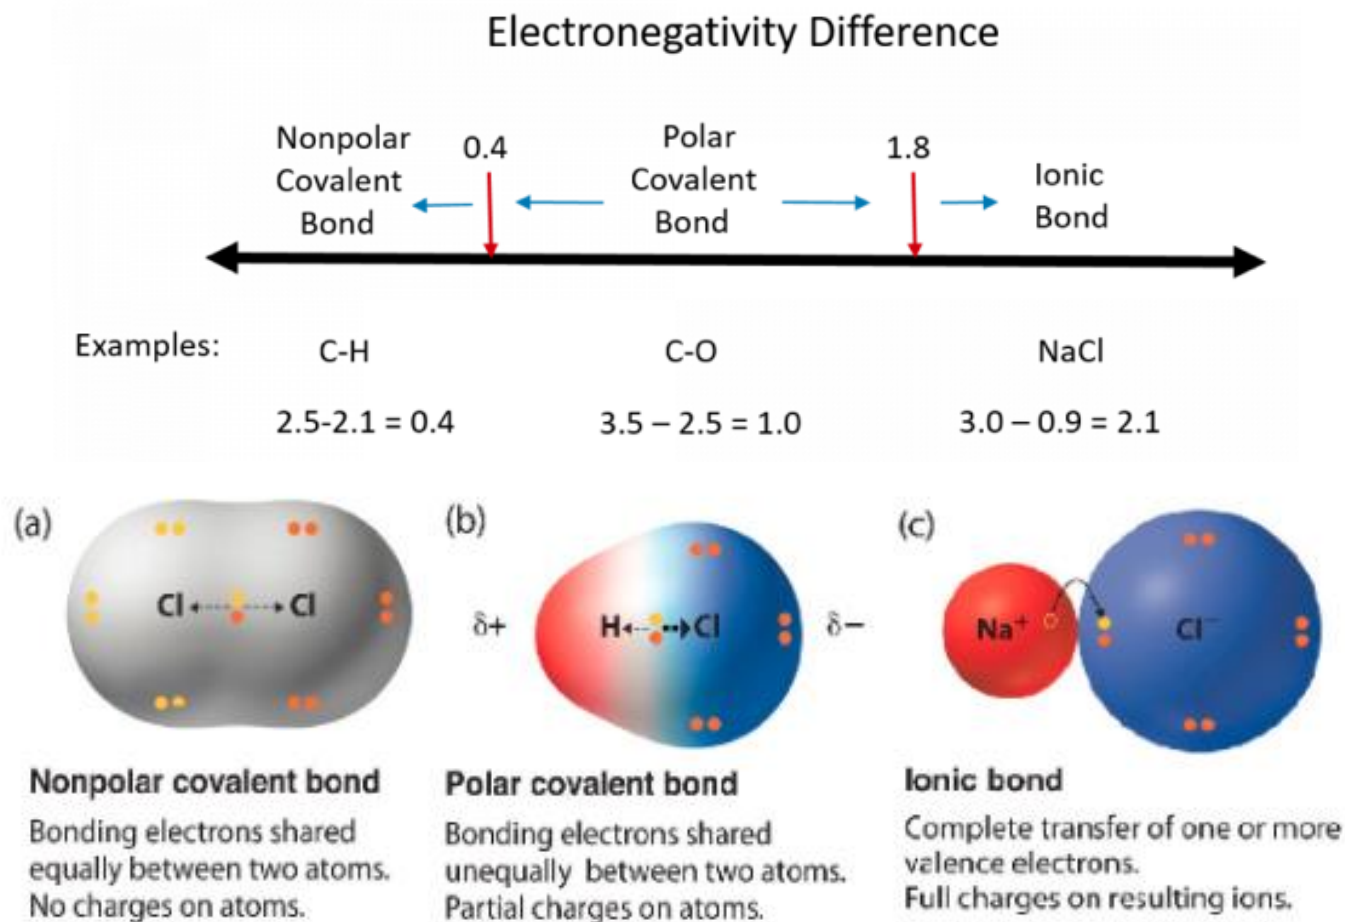 Electronegativity Difference
Nonpolar
Covalent
Bond
0.4
Polar
Covalent
Bond
1.8
Ionic
Bond
Examples:
C-H
C-O
NaCl
2.5-2.1 = 0.4
3.5 – 2.5 = 1.0
3.0 – 0.9 = 2.1
(a)
Cl
Cl
Nonpolar covalent bond
Bonding electrons shared
equally between two atoms.
No charges on atoms.
(b)
δ+
H
Cl
δ−
Polar covalent bond
Bonding electrons shared
unequally between two atoms.
Partial charges on atoms.
(c)
Na⁺
Cl⁻
Ionic bond
Complete transfer of one or more
valence electrons.
Full charges on resulting ions.